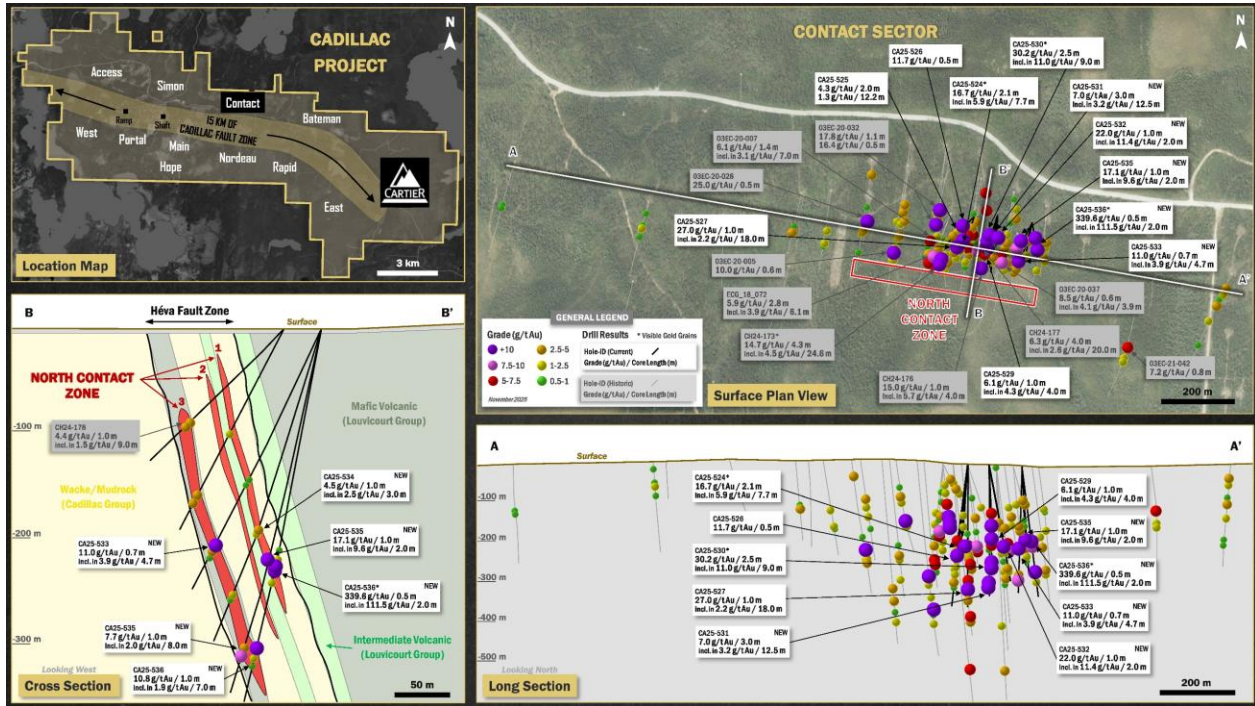 CADILLAC
PROJECT
N
Access
Simon
Contact
Bateman
15 KM OF
CADILLAC FAULT ZONE
Ramp
Shaft
West
Portal
Main
Hope
Nordeau
Rapid
East
CARTIER
3 km
Location Map
CONTACT SECTOR
N
CA25-526
11.7 g/tAu / 0.5 m
CA25-530*
30.2 g/tAu / 2.5 m
incl. in 11.0 g/tAu / 9.0 m
CA25-525
4.3 g/tAu / 2.0 m
1.3 g/tAu / 12.2 m
CA25-524*
16.7 g/tAu / 2.1 m
incl. in 5.9 g/tAu / 7.7 m
CA25-531 NEW
7.0 g/tAu / 3.0 m
incl. in 3.2 g/tAu / 12.5 m
CA25-532 NEW
22.0 g/tAu / 1.0 m
incl. in 11.4 g/tAu / 2.0 m
03EC-20-007
6.1 g/tAu / 1.4 m
incl. in 3.1 g/tAu / 7.0 m
03EC-20-032
17.6 g/tAu / 1.1 m
16.4 g/tAu / 0.5 m
A
03EC-20-028
25.0 g/tAu / 0.5 m
B'
CA25-535 NEW
17.1 g/tAu / 1.0 m
incl. in 9.6 g/tAu / 2.0 m
CA25-527
27.0 g/tAu / 1.0 m
incl. in 2.2 g/tAu / 18.0 m
CA25-536* NEW
339.6 g/tAu / 0.5 m
incl. in 111.5 g/tAu / 2.0 m
CA25-533 NEW
11.0 g/tAu / 0.7 m
incl. in 3.9 g/tAu / 4.7 m
03EC-20-005
10.0 g/tAu / 0.6 m
A'
ECG_18_072
5.9 g/tAu / 2.8 m
incl. in 3.9 g/tAu / 6.1 m
03EC-20-037
8.5 g/tAu / 0.6 m
incl. in 4.1 g/tAu / 3.9 m
NORTH
CONTACT
ZONE
B
CH24-173*
14.7 g/tAu / 4.3 m
incl. in 4.5 g/tAu / 24.6 m
CH24-177
6.3 g/tAu / 4.0 m
incl. in 2.6 g/tAu / 20.0 m
03EC-21-042
7.2 g/tAu / 0.8 m
CH24-176
15.0 g/tAu / 1.0 m
incl. in 5.7 g/tAu / 4.0 m
CA25-529
6.1 g/tAu / 1.0 m
incl. in 4.3 g/tAu / 4.0 m
GENERAL LEGEND
Grade (g/t Au)
+10
7.5-10
5-7.5
2.5-5
1-2.5
0.5-1
Drill Results
* Visible Gold Grains
Hole-ID (Current)
Grade (g/tAu) / Core Length (m)
Hole-ID (Historic)
Grade (g/tAu) / Core Length (m)
November 2025
Surface Plan View
200 m
B
Héva Fault Zone
Surface
B'
1
2
NORTH CONTACT
ZONE
3
Mafic Volcanic
(Louvicourt Group)
-100 m
CH24-178
4.4 g/tAu / 1.0 m
incl. in 1.5 g/tAu / 9.0 m
Wacke/Mudrock
(Cadillac Group)
CA25-534
4.5 g/tAu / 1.0 m
incl. in 2.5 g/tAu / 3.0 m
-200 m
CA25-533 NEW
11.0 g/tAu / 0.7 m
incl. in 3.9 g/tAu / 4.7 m
CA25-535 NEW
17.1 g/tAu / 1.0 m
incl. in 9.6 g/tAu / 2.0 m
CA25-536* NEW
339.6 g/tAu / 0.5 m
incl. in 111.5 g/tAu / 2.0 m
CA25-535 NEW
7.7 g/tAu / 1.0 m
incl. in 2.0 g/tAu / 8.0 m
-300 m
Intermediate Volcanic
(Louvicourt Group)
CA25-536 NEW
10.8 g/tAu / 1.0 m
incl. in 1.9 g/tAu / 7.0 m
Looking West
Cross Section
50 m
A
Surface
A'
-100 m
-200 m
-300 m
-400 m
-500 m
CA25-524*
16.7 g/tAu / 2.1 m
incl. in 5.9 g/tAu / 7.7 m
CA25-526
11.7 g/tAu / 0.5 m
CA25-530*
30.2 g/tAu / 2.5 m
incl. in 11.0 g/tAu / 9.0 m
CA25-527
27.0 g/tAu / 1.0 m
incl. in 2.2 g/tAu / 18.0 m
CA25-531 NEW
7.0 g/tAu / 3.0 m
incl. in 3.2 g/tAu / 12.5 m
CA25-529
6.1 g/tAu / 1.0 m
incl. in 4.3 g/tAu / 4.0 m
CA25-535 NEW
17.1 g/tAu / 1.0 m
incl. in 9.6 g/tAu / 2.0 m
CA25-536* NEW
339.6 g/tAu / 0.5 m
incl. in 111.5 g/tAu / 2.0 m
CA25-533 NEW
11.0 g/tAu / 0.7 m
incl. in 3.9 g/tAu / 4.7 m
CA25-532 NEW
22.0 g/tAu / 1.0 m
incl. in 11.4 g/tAu / 2.0 m
Looking North
Long Section
200 m